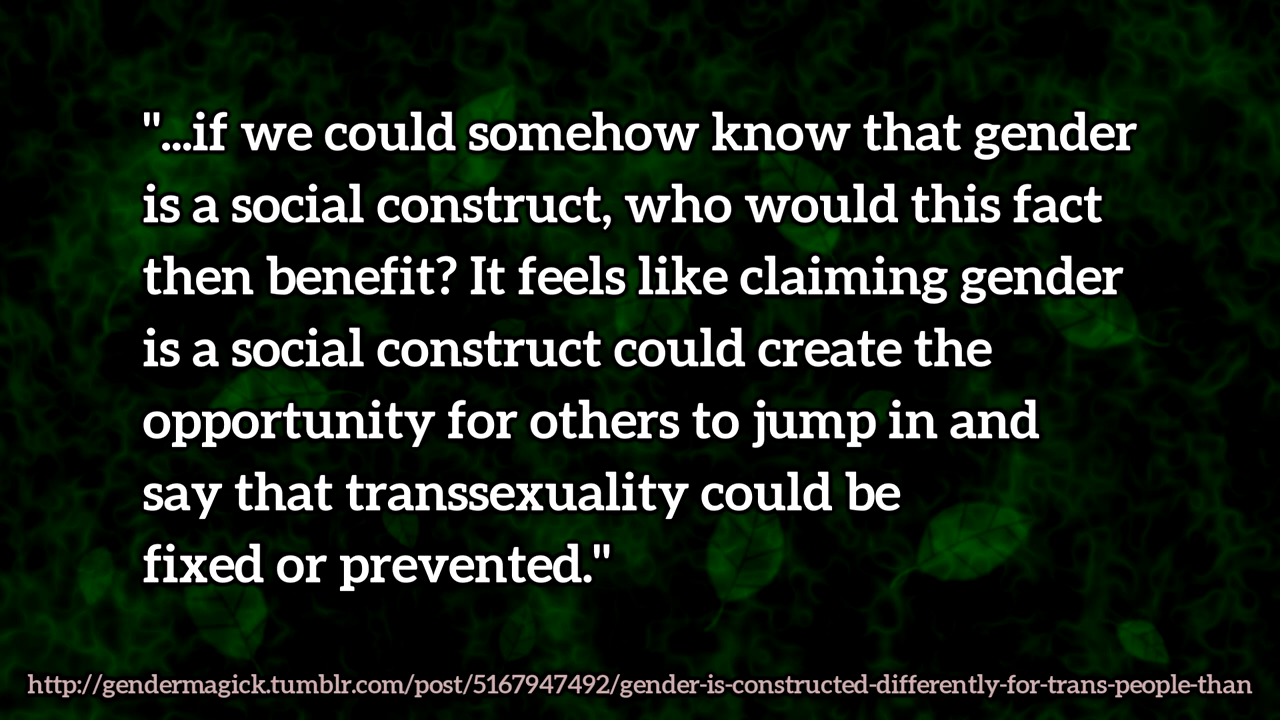 "...if we could somehow know that gender
is a social construct, who would this fact
then benefit? It feels like claiming gender
is a social construct could create the
opportunity for others to jump in and
say that transsexuality could be
fixed or prevented."
http://gendermagick.tumblr.com/post/5167947492/gender-is-constructed-differently-for-trans-people-than